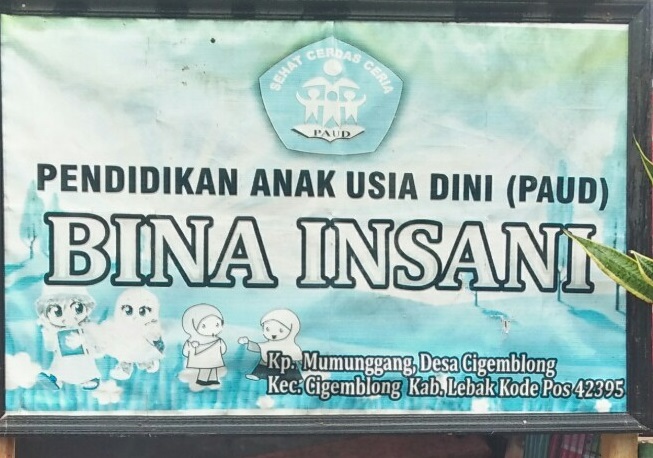 SEHAT CERDAS CERIA
PAUD
PENDIDIKAN ANAK USIA DINI (PAUD)
BINA INSANI
Kp. Mumunggang, Desa Cigemblong
Kec. Cigemblong Kab. Lebak Kode Pos 42395